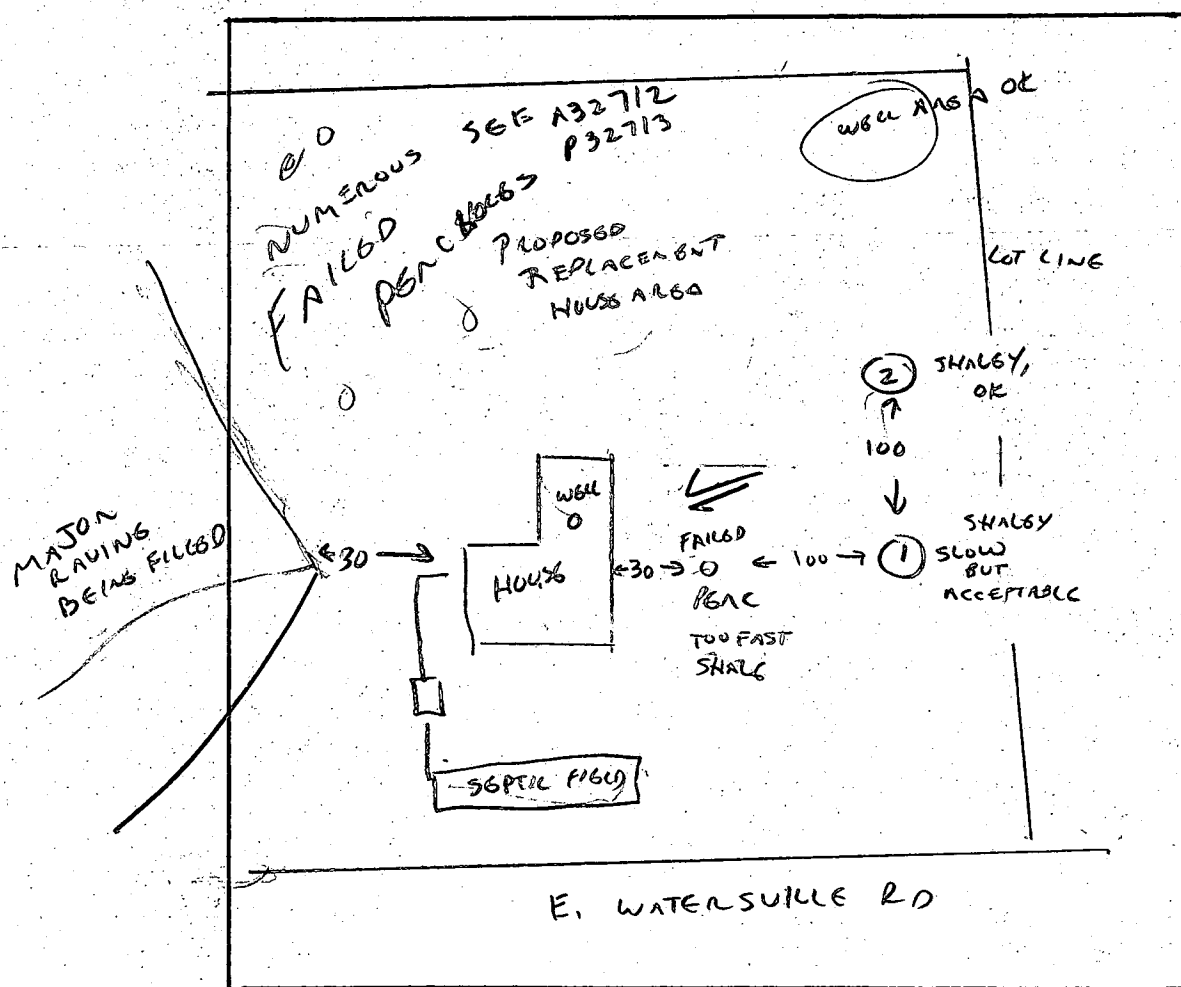 SEE A32712
P32713
NUMEROUS
FAILED
PERC HOLES
PROPOSED
REPLACEMENT
HOUSE AREA
WELL AREA OK
LOT LINE
2
SHALEY,
OK
100
MAJOR
RAVINE
BEING FILLED
30
WELL
HOUSE
30
FAILED
PERC
TOO FAST
SHALE
100
1
SHALEY
SLOW
BUT
ACCEPTABLE
SEPTIC FIELD
E. WATERSVILLE RD